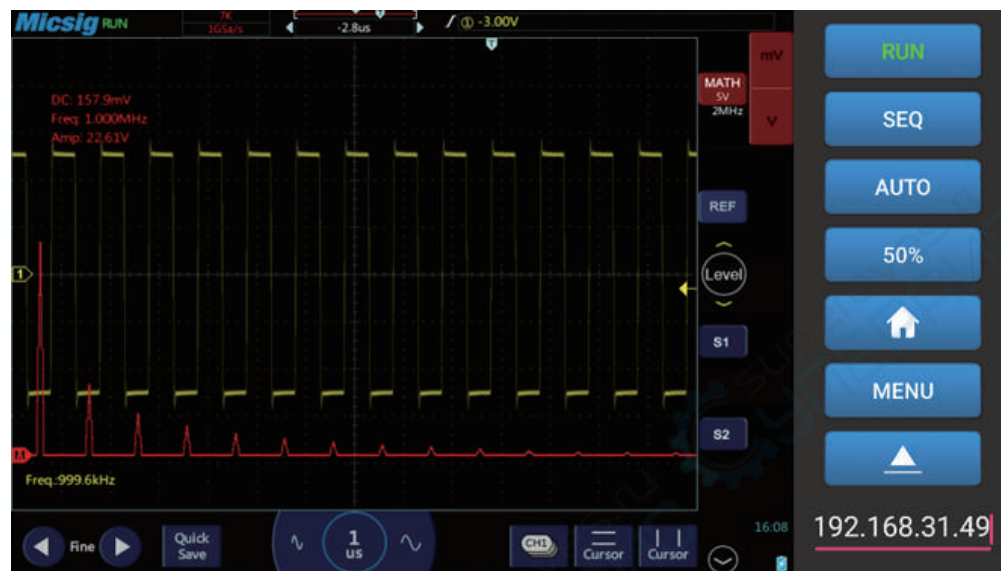 Micsig RUN
7K
1GSa/s
-2.8us
T
① -3.00V
T
mV
V
MATH
5V
2MHz
DC: 157.9mV
Freq: 1.000MHz
Amp: 22.61V
REF
1
Level
S1
S2
M
Freq.:999.6kHz
Fine
Quick
Save
1
us
CH1
Cursor
Cursor
16:08
RUN
SEQ
AUTO
50%
MENU
192.168.31.49